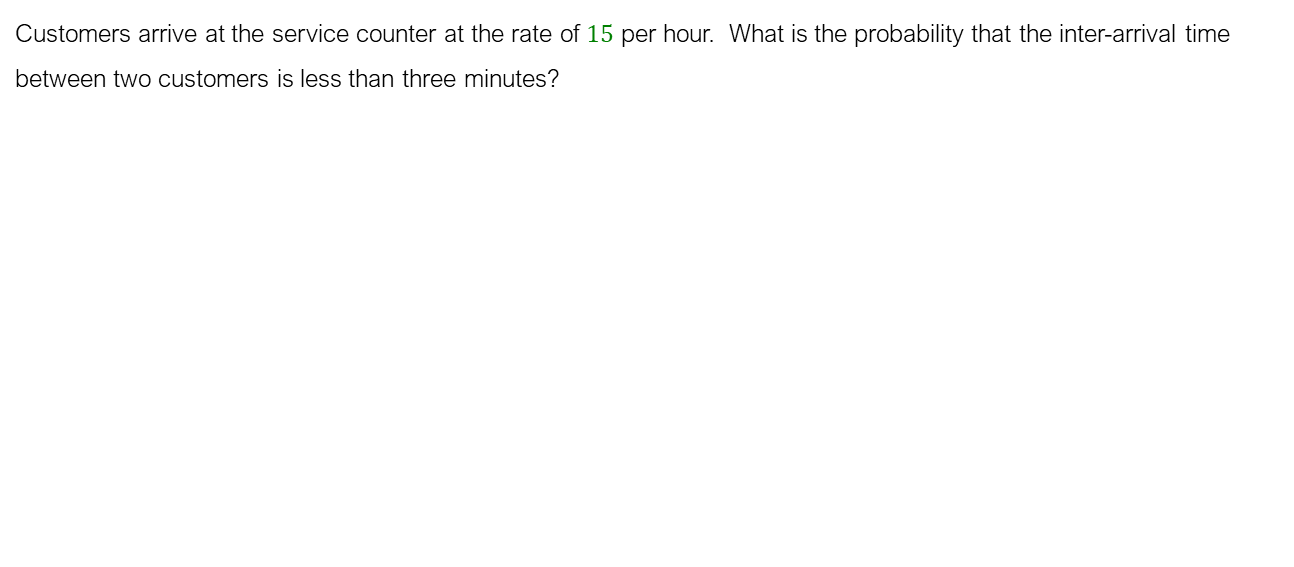 Customers arrive at the service counter at the rate of 15 per hour.  What is the probability that the inter-arrival time
between two customers is less than three minutes?